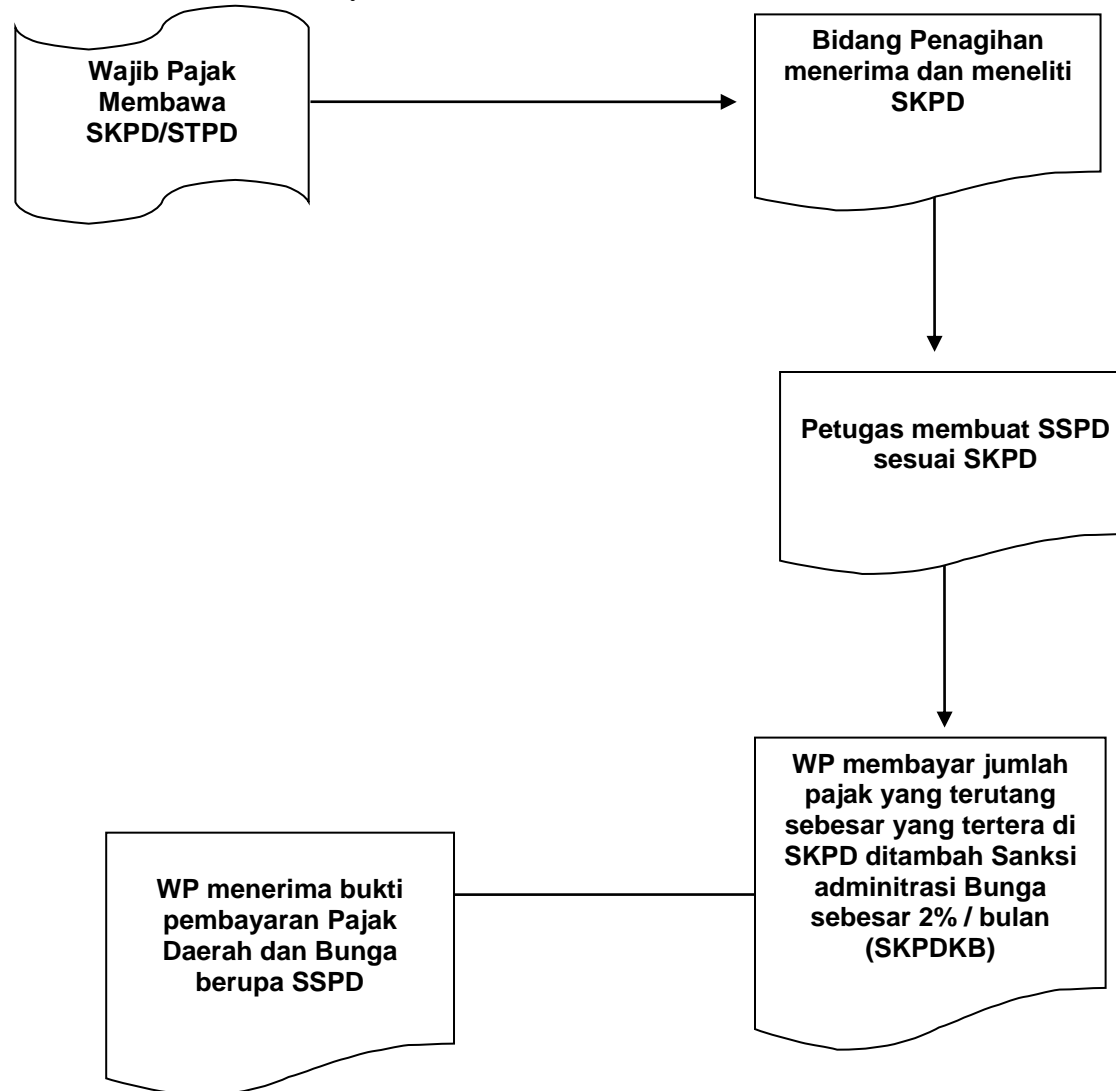 Wajib Pajak
Membawa
SKPD/STPD
Bidang Penagihan
menerima dan meneliti
SKPD
Petugas membuat SSPD
sesuai SKPD
WP membayar jumlah
pajak yang terutang
sebesar yang tertera di
SKPD ditambah Sanksi
adminitrasi Bunga
sebesar 2% / bulan
(SKPDKB)
WP menerima bukti
pembayaran Pajak
Daerah dan Bunga
berupa SSPD